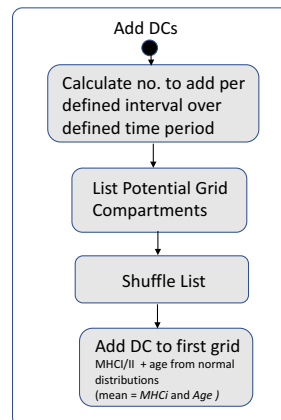 Add DCs
Calculate no. to add per
defined interval over
defined time period
List Potential Grid
Compartments
Shuffle List
Add DC to first grid
MHCI/II + age from normal
distributions
(mean = MHCi and Age )